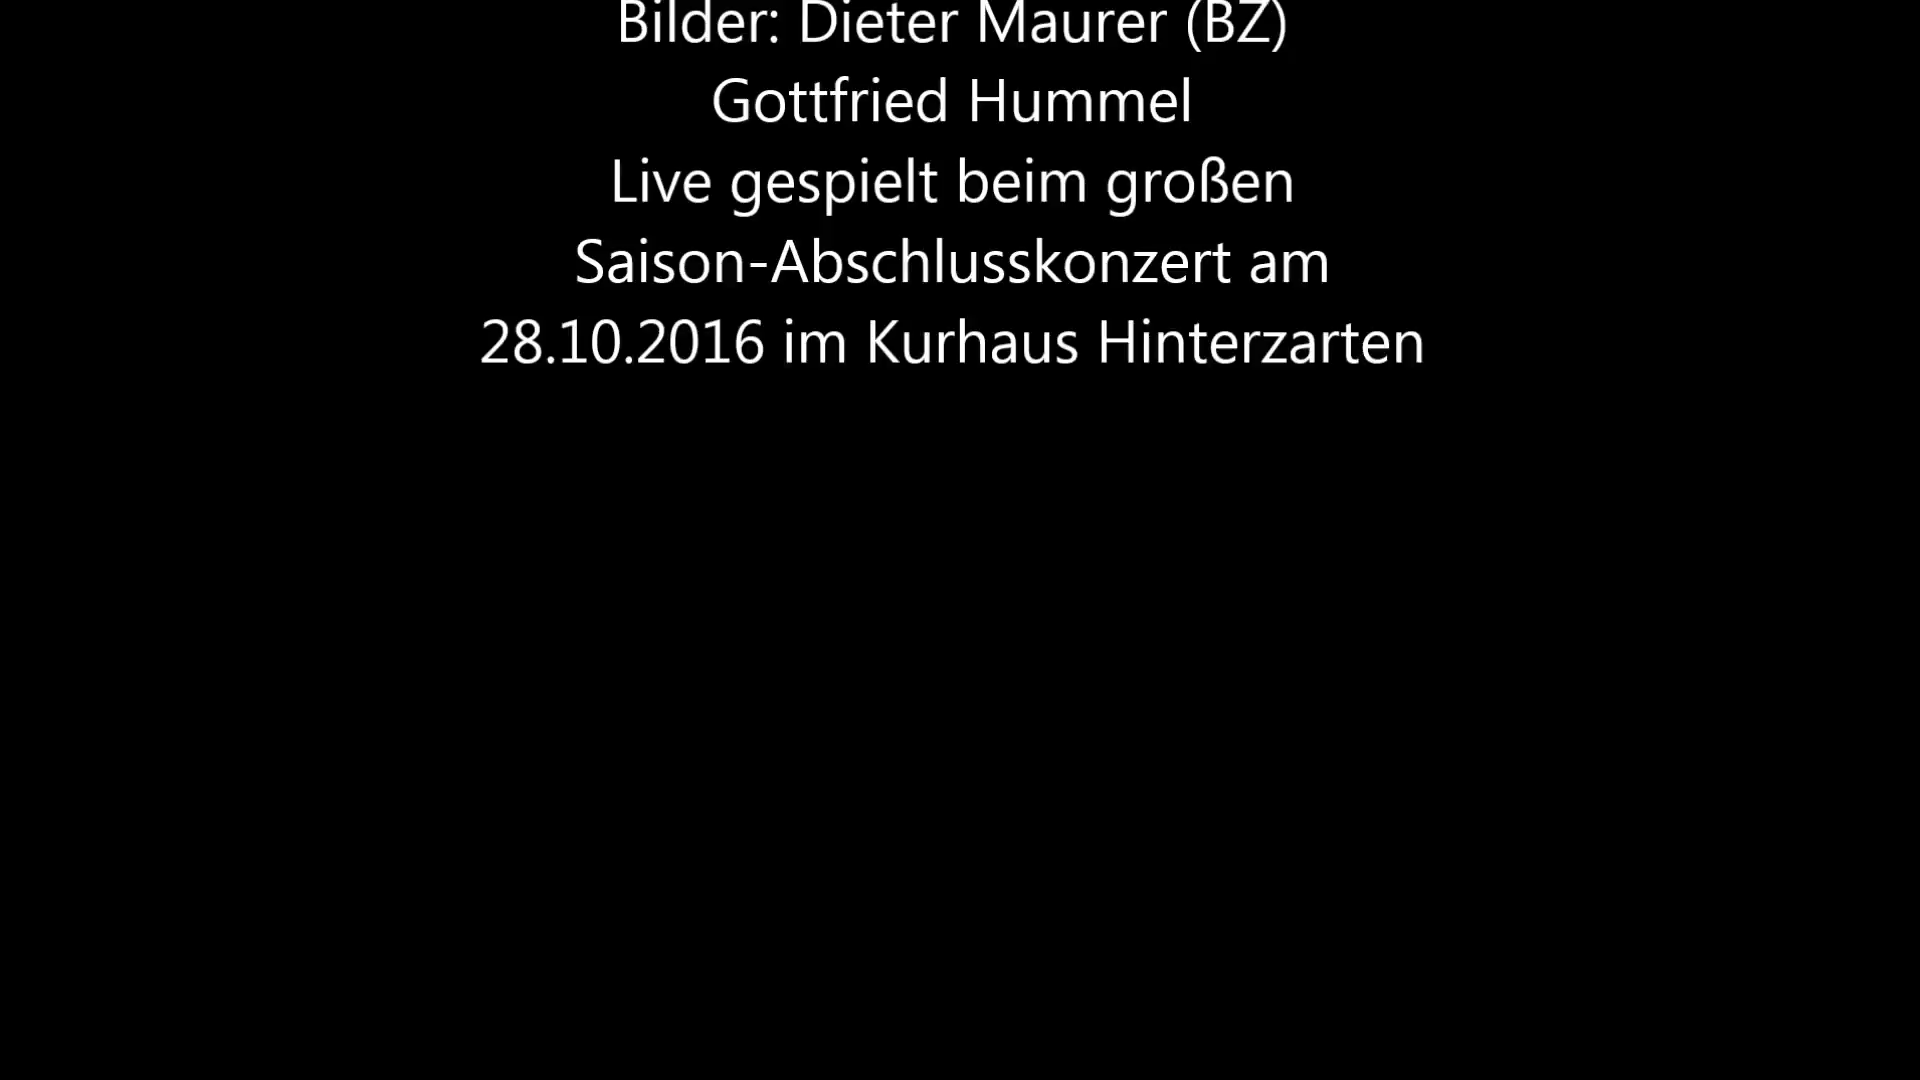 Bilder: Dieter Maurer (BZ)
Gottfried Hummel
Live gespielt beim großen
Saison-Abschlusskonzert am
28.10.2016 im Kurhaus Hinterzarten